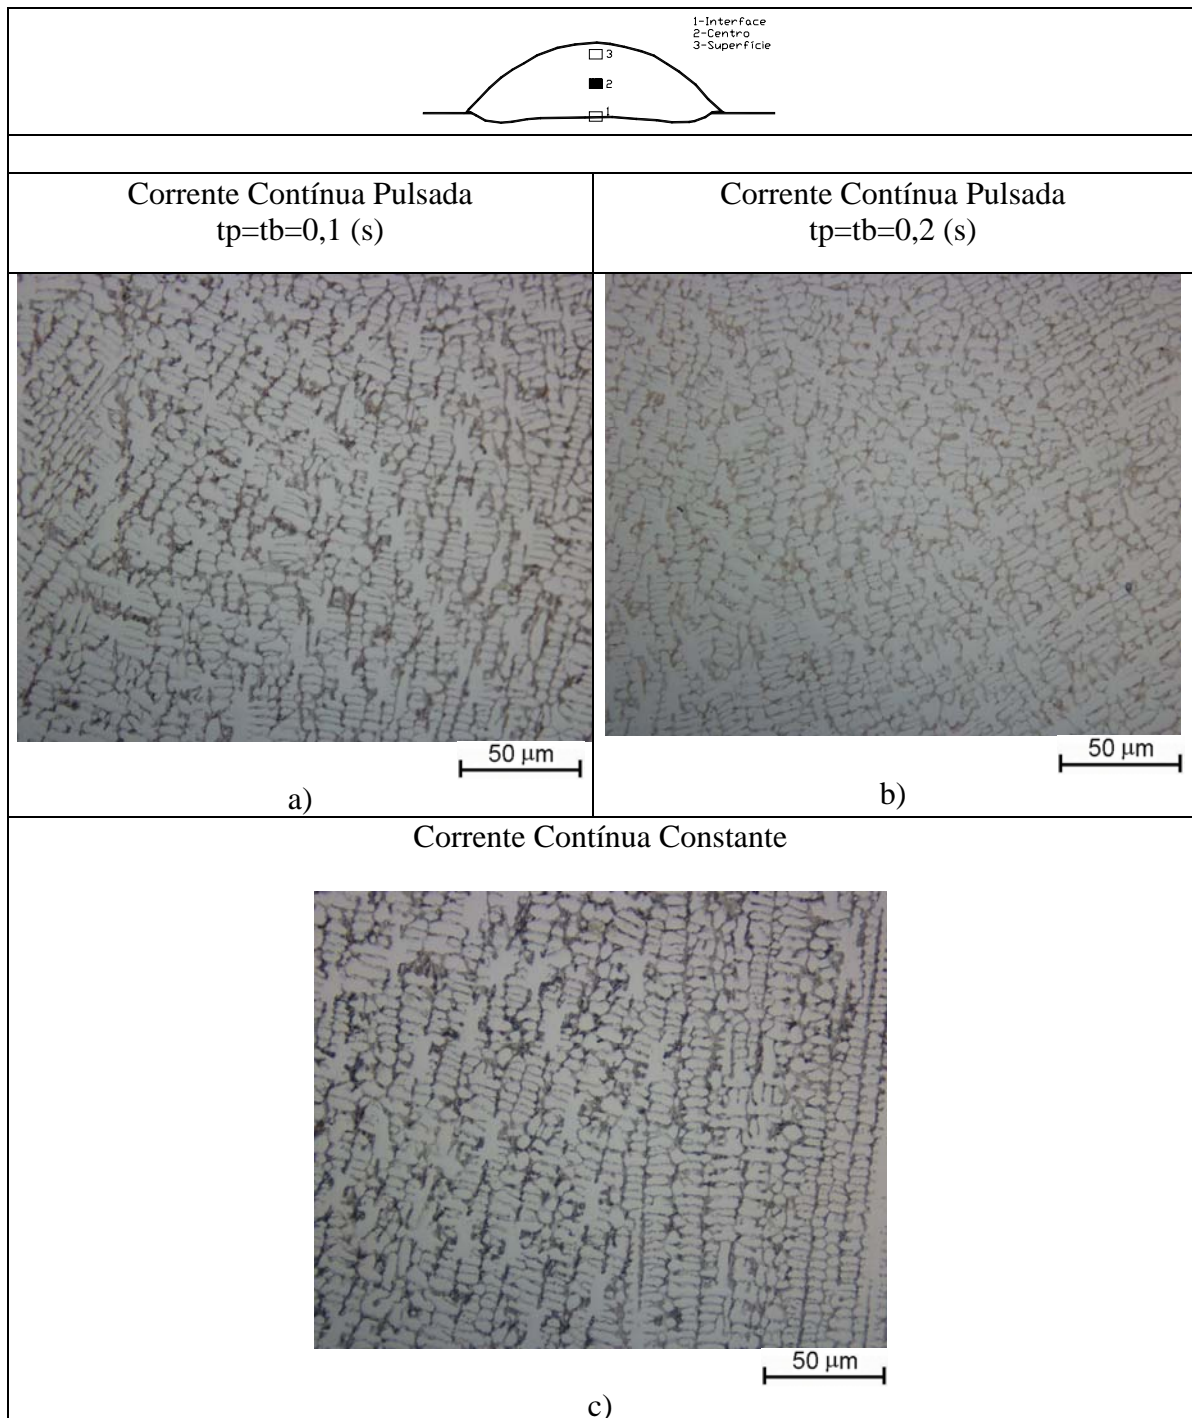 1-Interface
2-Centro
3-Superfície
3
2
1
Corrente Contínua Pulsada
tp=tb=0,1 (s)
Corrente Contínua Pulsada
tp=tb=0,2 (s)
50 μm
a)
50 μm
b)
Corrente Contínua Constante
50 μm
c)